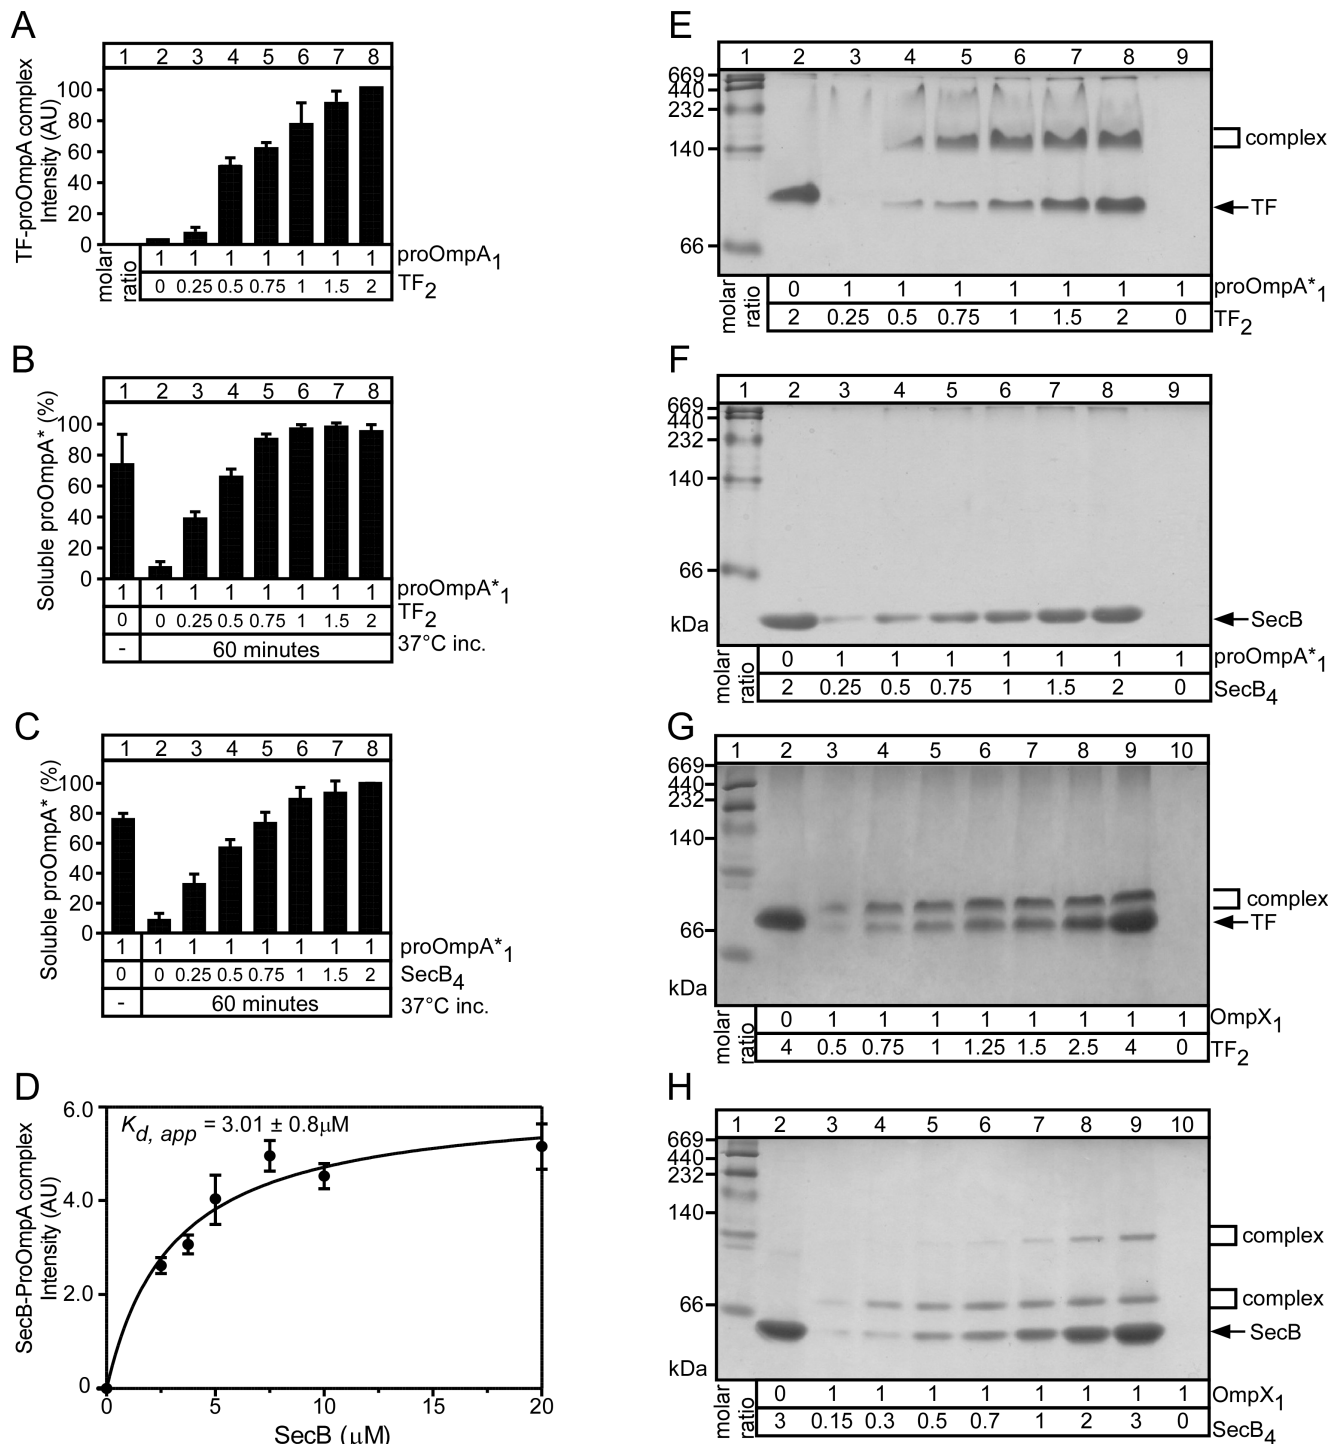 A
1 2 3 4 5 6 7 8
TF-proOmpA complex
Intensity (AU)
100
80
60
40
20
0
molar
ratio
1 1 1 1 1 1 1 proOmpA1
0 0.25 0.5 0.75 1 1.5 2 TF2
B
1 2 3 4 5 6 7 8
Soluble proOmpA* (%)
100
80
60
40
20
0
1 1 1 1 1 1 1 1 proOmpA*1
0 0 0.25 0.5 0.75 1 1.5 2 TF2
- 60 minutes 37°C inc.
C
1 2 3 4 5 6 7 8
Soluble proOmpA* (%)
100
80
60
40
20
0
1 1 1 1 1 1 1 1 proOmpA*1
0 0 0.25 0.5 0.75 1 1.5 2 SecB4
- 60 minutes 37°C inc.
D
SecB-ProOmpA complex
Intensity (AU)
Kd, app = 3.01 ± 0.8µM
6.0
4.0
2.0
0
0 5 10 15 20
SecB (µM)
E
1 2 3 4 5 6 7 8 9
669
440
232
140
66
complex
TF
molar
ratio
0 1 1 1 1 1 1 1 proOmpA*1
2 0.25 0.5 0.75 1 1.5 2 0 TF2
F
1 2 3 4 5 6 7 8 9
669
440
232
140
66
kDa
SecB
molar
ratio
0 1 1 1 1 1 1 1 proOmpA*1
2 0.25 0.5 0.75 1 1.5 2 0 SecB4
G
1 2 3 4 5 6 7 8 9 10
669
440
232
140
66
kDa
complex
TF
molar
ratio
0 1 1 1 1 1 1 1 1 OmpX1
4 0.5 0.75 1 1.25 1.5 2.5 4 0 TF2
H
1 2 3 4 5 6 7 8 9 10
669
440
232
140
66
kDa
complex
complex
SecB
molar
ratio
0 1 1 1 1 1 1 1 1 OmpX1
3 0.15 0.3 0.5 0.7 1 2 3 0 SecB4